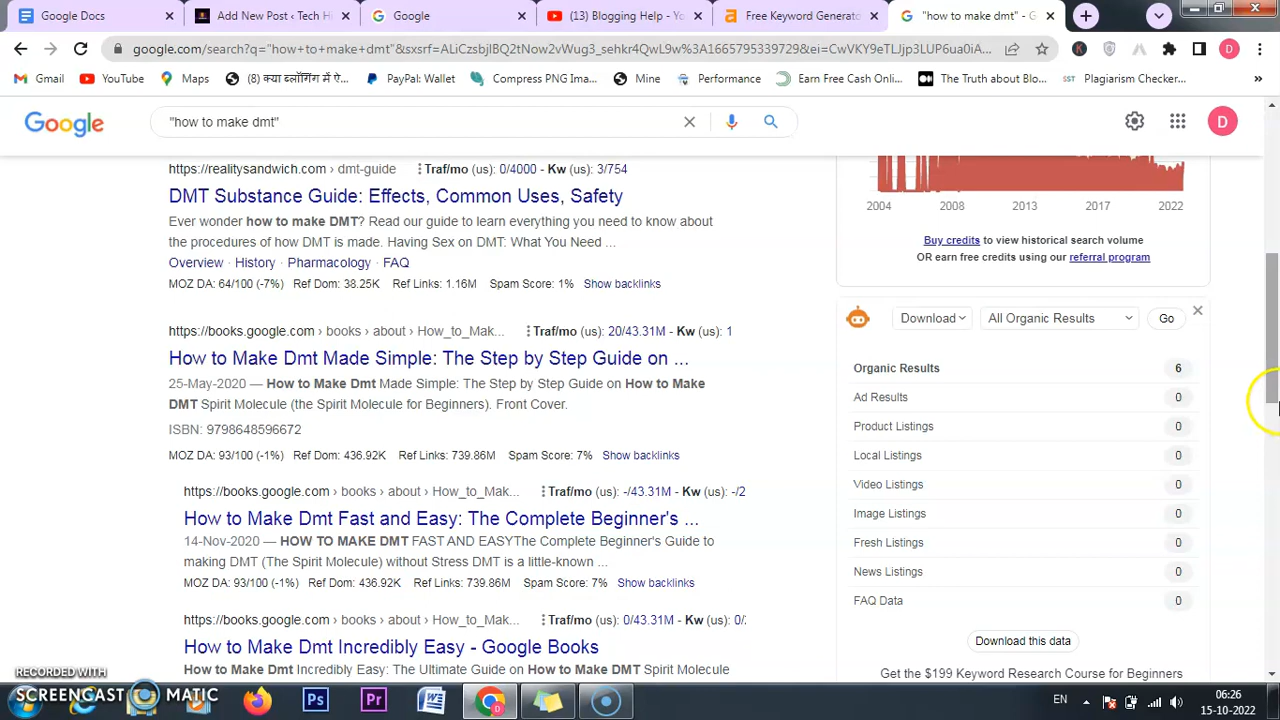 Google Docs
Add New Post ‹ Tech Hi
Google
(13) Blogging Help - Yo
Free Keyword Generato
"how to make dmt" - G
google.com/search?q="how+to+make+dmt"&sxsrf=ALiCzsbjlBQ2tNow2vWug3_sehkr4QwL9w%3A1665795339729&ei=CwVKY9eTLJjp3LUP6ua0iA...
Gmail
YouTube
Maps
(8) क्या ब्लॉगिंग में ऐ...
PayPal: Wallet
Compress PNG Ima...
Mine
Performance
Earn Free Cash Onli...
The Truth about Blo...
Plagiarism Checker...
»
Google
"how to make dmt"
D
https://realitysandwich.com › dmt-guide
Traf/mo (us): 0/4000 - Kw (us): 3/754
DMT Substance Guide: Effects, Common Uses, Safety
Ever wonder how to make DMT? Read our guide to learn everything you need to know about
the procedures of how DMT is made. Having Sex on DMT: What You Need ...
Overview · History · Pharmacology · FAQ
MOZ DA: 64/100 (-7%) Ref Dom: 38.25K Ref Links: 1.16M Spam Score: 1% Show backlinks
https://books.google.com › books › about › How_to_Mak...
Traf/mo (us): 20/43.31M - Kw (us): 1
How to Make Dmt Made Simple: The Step by Step Guide on ...
25-May-2020 — How to Make Dmt Made Simple: The Step by Step Guide on How to Make
DMT Spirit Molecule (the Spirit Molecule for Beginners). Front Cover.
ISBN: 9798648596672
MOZ DA: 93/100 (-1%) Ref Dom: 436.92K Ref Links: 739.86M Spam Score: 7% Show backlinks
https://books.google.com › books › about › How_to_Mak...
Traf/mo (us): -/43.31M - Kw (us): -/2
How to Make Dmt Fast and Easy: The Complete Beginner's ...
14-Nov-2020 — HOW TO MAKE DMT FAST AND EASYThe Complete Beginner's Guide to
making DMT (The Spirit Molecule) without Stress DMT is a little-known ...
MOZ DA: 93/100 (-1%) Ref Dom: 436.92K Ref Links: 739.86M Spam Score: 7% Show backlinks
https://books.google.com › books › about › How_to_Mak...
Traf/mo (us): 0/43.31M - Kw (us): 0/
How to Make Dmt Incredibly Easy - Google Books
How to Make Dmt Incredibly Easy: The Ultimate Guide on How to Make DMT Spirit Molecule
2004 2008 2013 2017 2022
Buy credits to view historical search volume
OR earn free credits using our referral program
Download
All Organic Results
Go
Organic Results 6
Ad Results 0
Product Listings 0
Local Listings 0
Video Listings 0
Image Listings 0
Fresh Listings 0
News Listings 0
FAQ Data 0
Download this data
Get the $199 Keyword Research Course for Beginners
RECORDED WITH
SCREENCAST MATIC
Ps
Pr
EN
06:26
15-10-2022